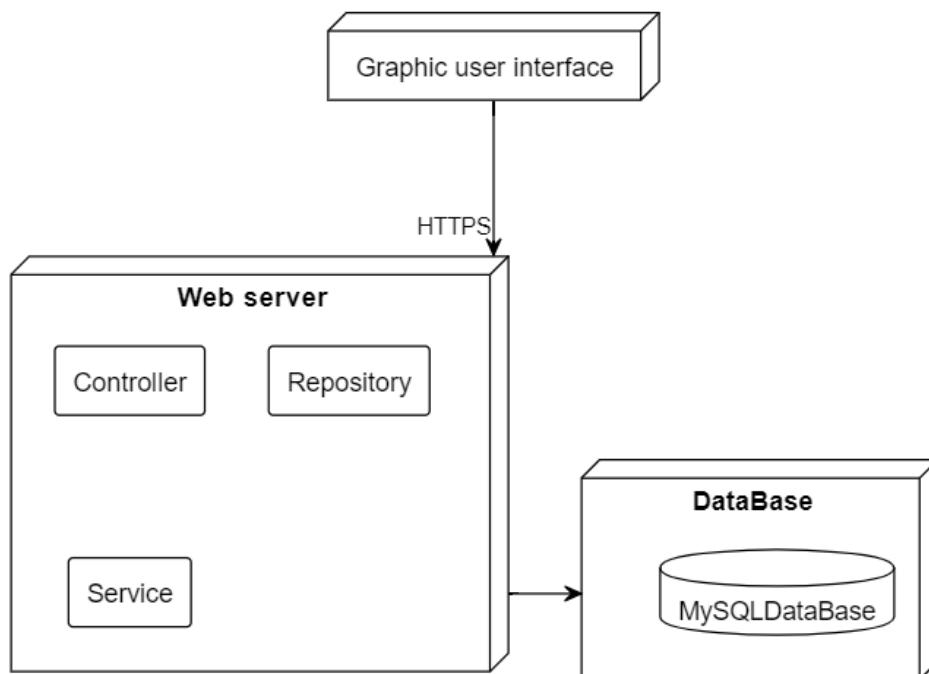 Graphic user interface
HTTPS
Web server
Controller
Repository
Service
DataBase
MySQLDataBase